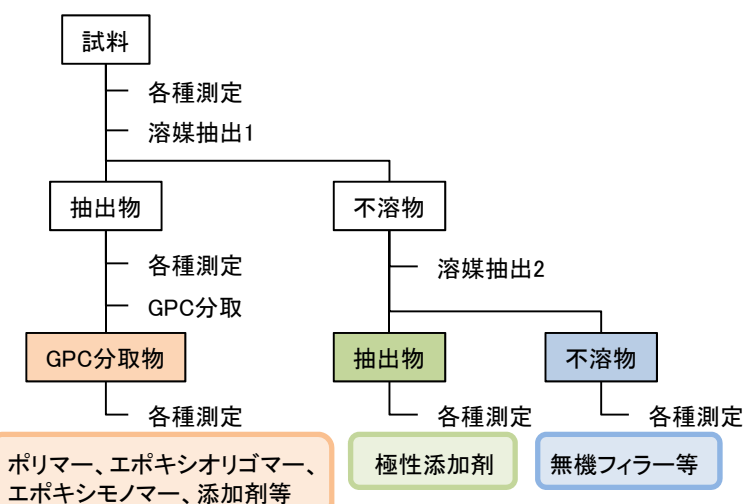 試料
各種測定
溶媒抽出1
抽出物
不溶物
各種測定
溶媒抽出2
GPC分取
GPC分取物
抽出物
不溶物
各種測定
各種測定
各種測定
ポリマー、エポキシオリゴマー、
エポキシモノマー、添加剤等
極性添加剤
無機フィラー等